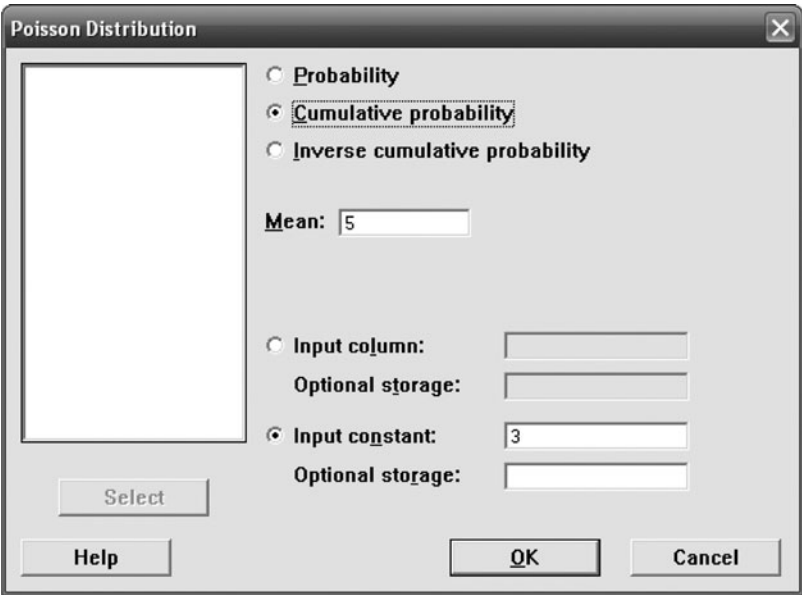 Poisson Distribution
Probability
Cumulative probability
Inverse cumulative probability
Mean: 5
Input column:
Optional storage:
Input constant: 3
Optional storage:
Select
Help OK Cancel